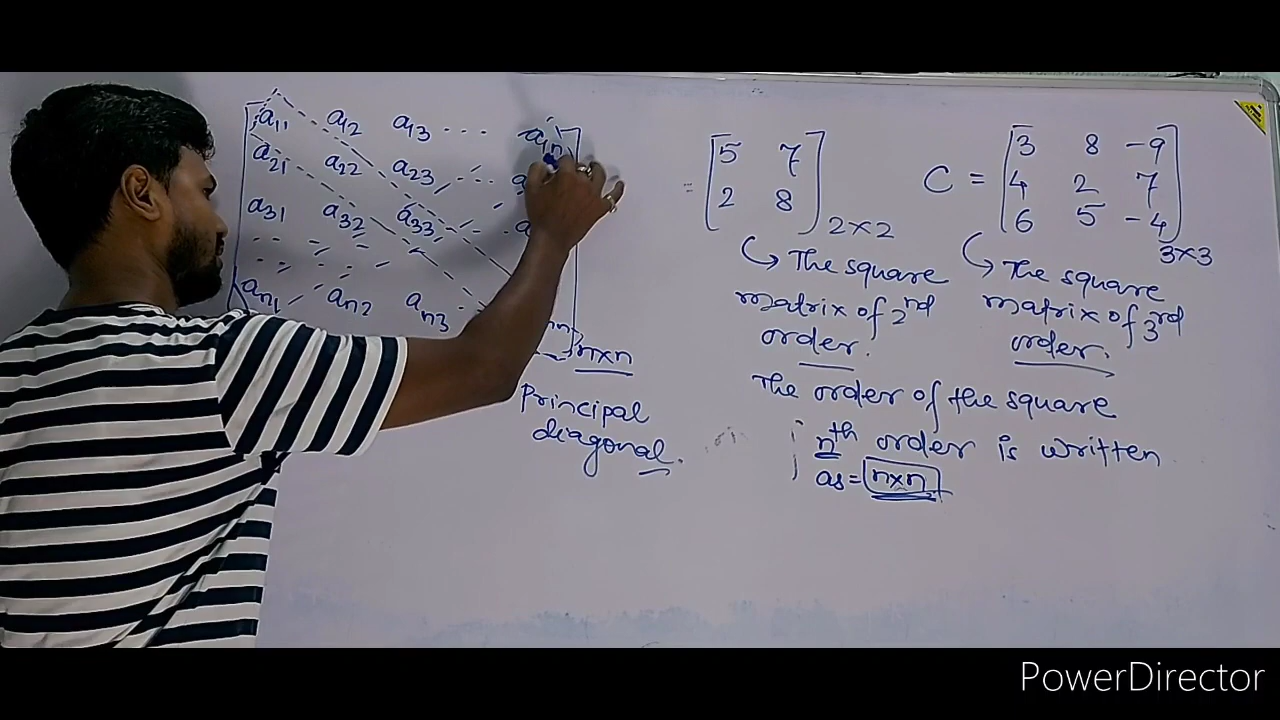 a11 a12 a13 ... a1n
a21 a22 a23 ...
a31 a32 a33
an1 an2 an3
n×n
Principal
diagonal.
= [5 7
2 8] 2×2
The square
matrix of 2nd
order.
C = [3 8 -9
4 2 7
6 5 -4] 3×3
The square
matrix of 3rd
order.
The order of the square
nth order is written
as = n×n
PowerDirector